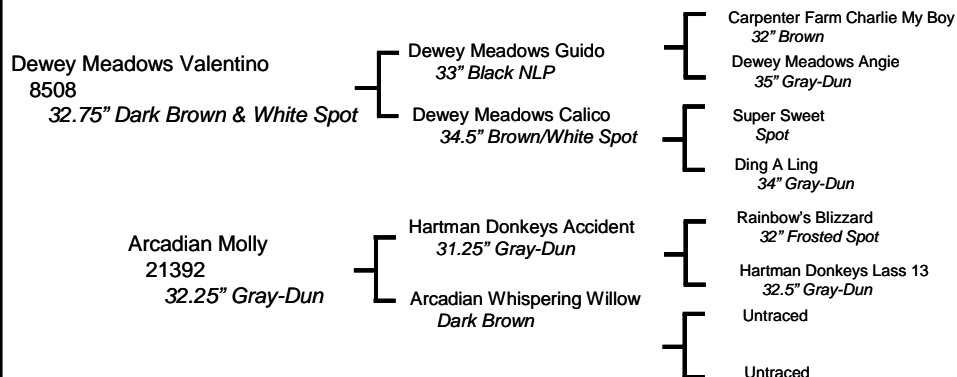 Carpenter Farm Charlie My Boy
32” Brown
Dewey Meadows Guido
33” Black NLP
Dewey Meadows Angie
35” Gray-Dun
Dewey Meadows Valentino
8508
32.75” Dark Brown & White Spot
Dewey Meadows Calico
34.5” Brown/White Spot
Super Sweet
Spot
Ding A Ling
34” Gray-Dun
Arcadian Molly
21392
32.25” Gray-Dun
Hartman Donkeys Accident
31.25” Gray-Dun
Rainbow’s Blizzard
32” Frosted Spot
Hartman Donkeys Lass 13
32.5” Gray-Dun
Arcadian Whispering Willow
Dark Brown
Untraced
Untraced